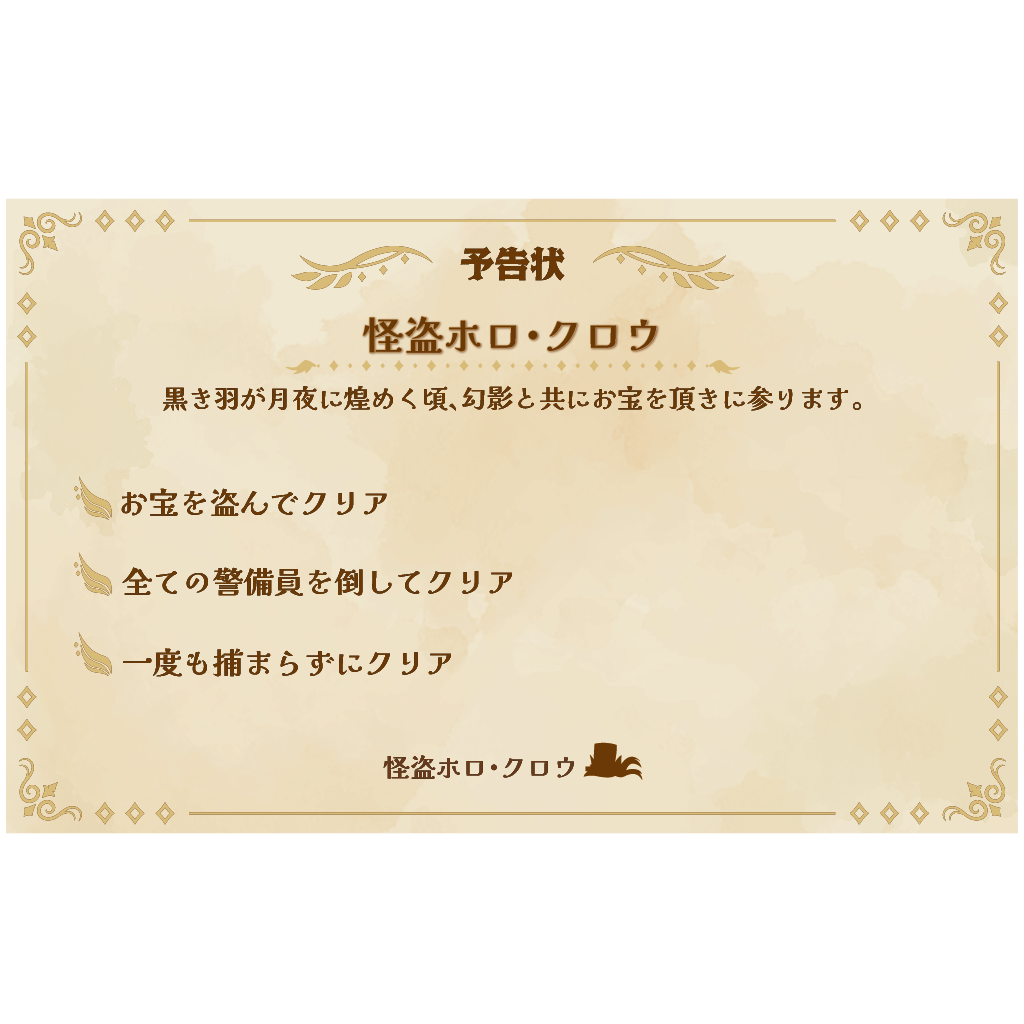 予告状
怪盗ホロ・クロウ
黒き羽が月夜に煌めく頃、幻影と共にお宝を頂きに参ります。
お宝を盗んでクリア
全ての警備員を倒してクリア
一度も捕まらずにクリア
怪盗ホロ・クロウ